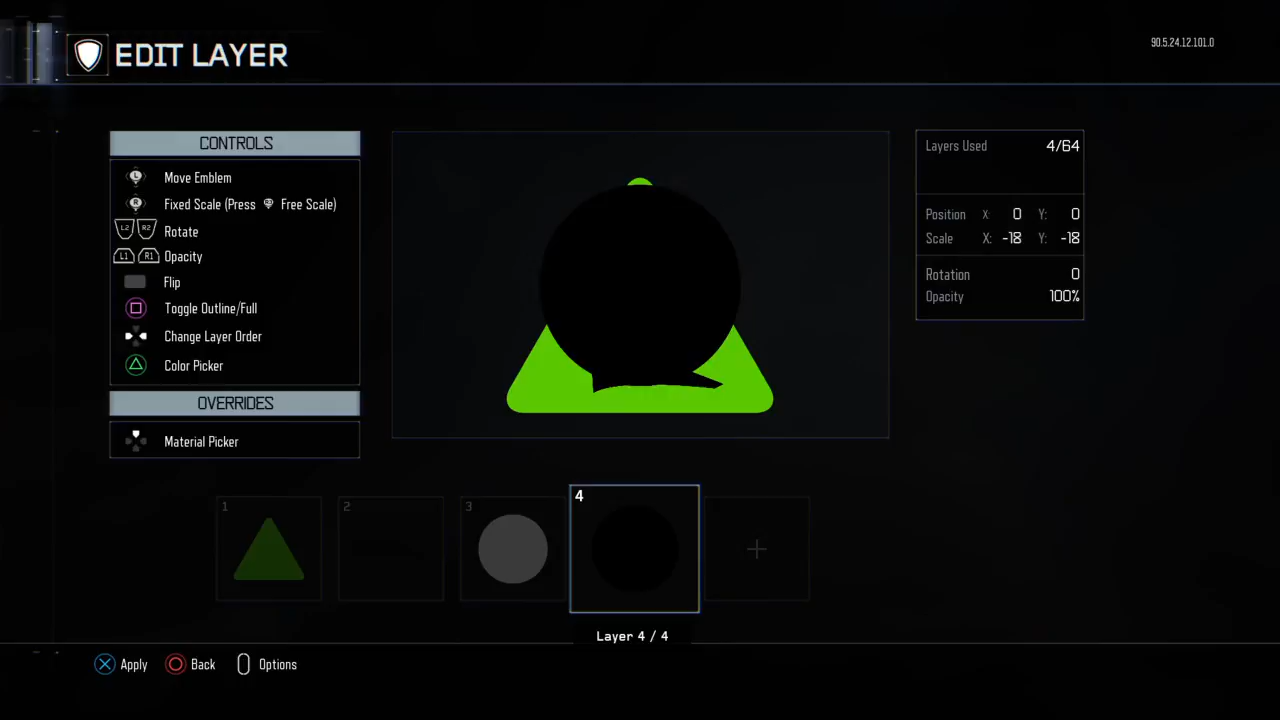 EDIT LAYER
90.5.24.12.101.0
CONTROLS
L Move Emblem
R Fixed Scale (Press R3 Free Scale)
L2 R2 Rotate
L1 R1 Opacity
Flip
Toggle Outline/Full
Change Layer Order
Color Picker
OVERRIDES
Material Picker
Layers Used 4/64
Position X: 0 Y: 0
Scale X: -18 Y: -18
Rotation 0
Opacity 100%
1 2 3 4
Layer 4 / 4
Apply Back Options